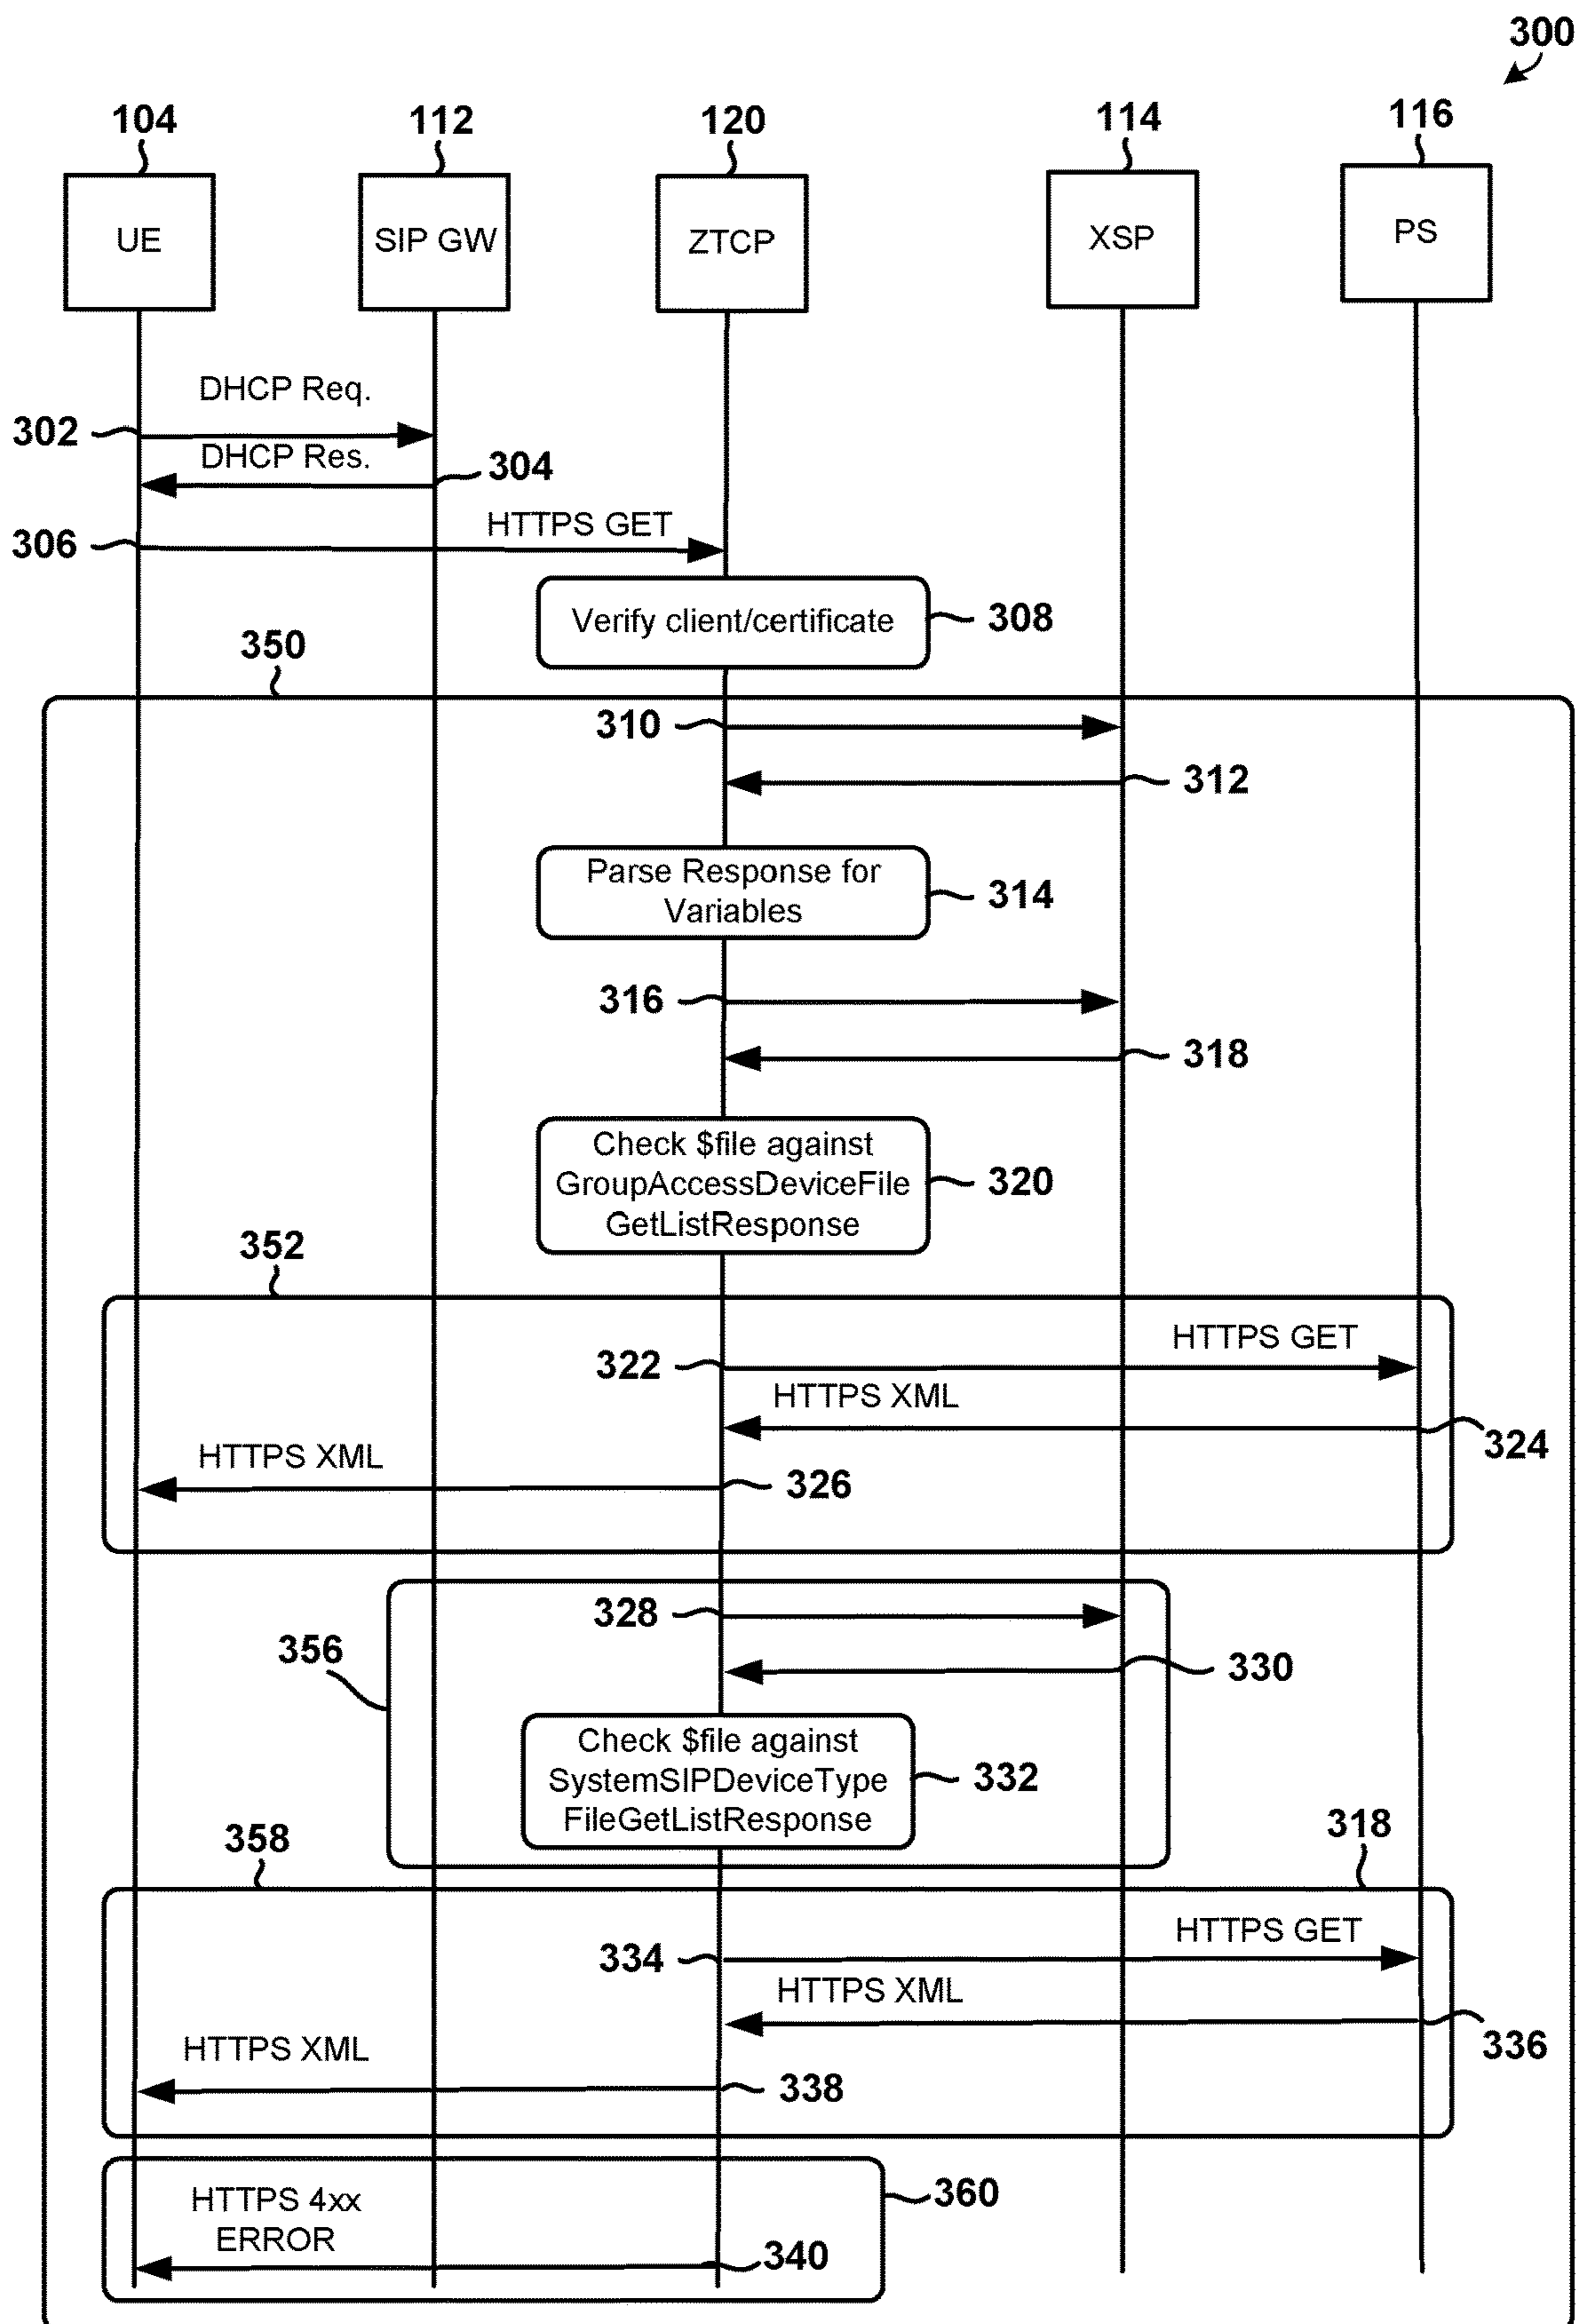 300
104
112
120
114
116
UE
SIP GW
ZTCP
XSP
PS
DHCP Req.
302
DHCP Res.
304
HTTPS GET
306
Verify client/certificate
308
350
310
312
Parse Response for
Variables
314
316
318
Check $file against
GroupAccessDeviceFile
GetListResponse
320
352
HTTPS GET
322
HTTPS XML
324
HTTPS XML
326
328
356
330
Check $file against
SystemSIPDeviceType
FileGetListResponse
332
358
318
HTTPS GET
334
HTTPS XML
336
HTTPS XML
338
360
HTTPS 4xx
ERROR
340